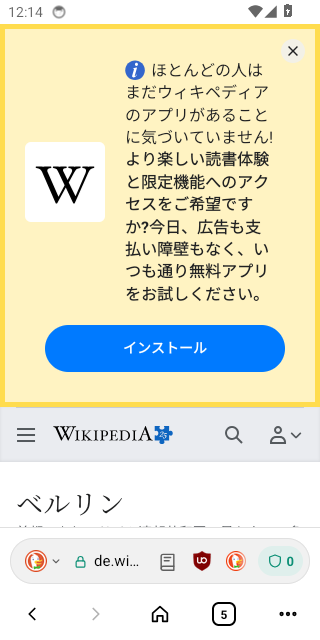 12:14
ほとんどの人は
まだウィキペディア
のアプリがあること
に気づいていません!
より楽しい読書体験
と限定機能へのアク
セスをご希望です
か?今日、広告も支
払い障壁もなく、い
つも通り無料アプリ
をお試しください。
W
インストール
WIKIPEDIA 25
ベルリン
de.wi...
0
5